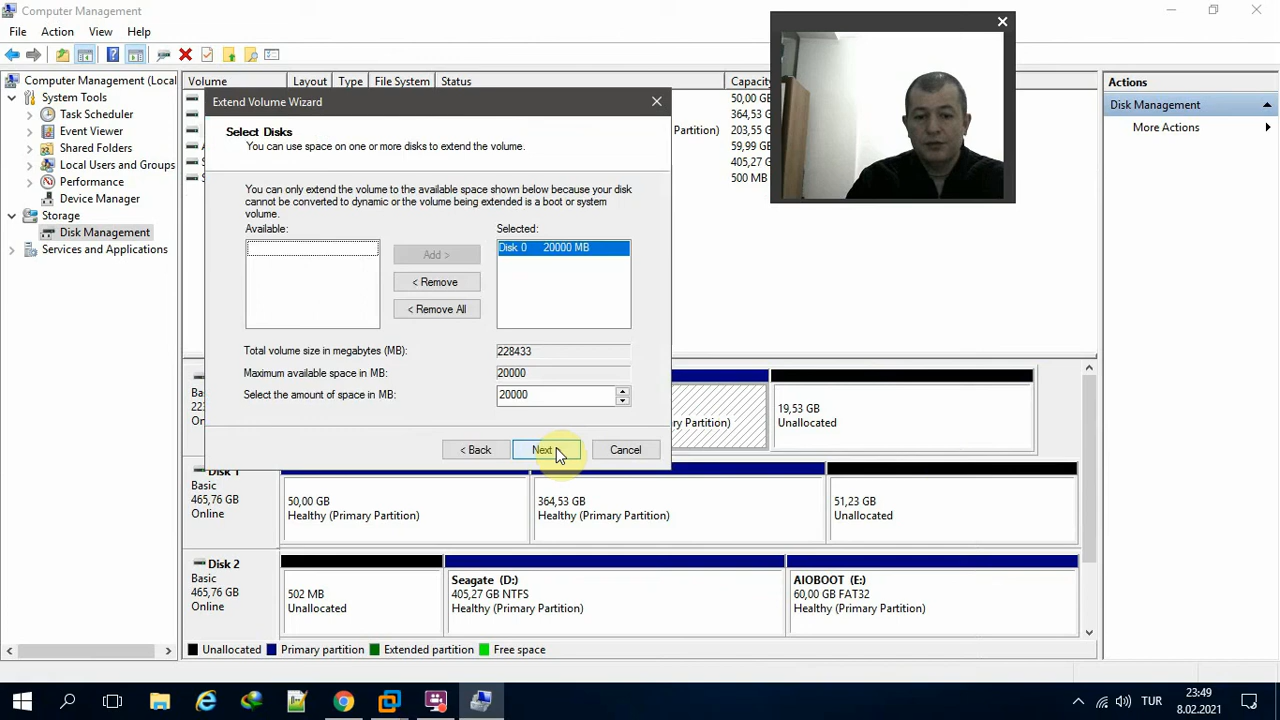 Computer Management
File Action View Help
Computer Management (Local
System Tools
Task Scheduler
Event Viewer
Shared Folders
Local Users and Groups
Performance
Device Manager
Storage
Disk Management
Services and Applications
Volume Layout Type File System Status Capacity
50,00 GB
364,53
Partition) 203,55
59,99 GB
405,27
500 MB
Actions
Disk Management
More Actions
Extend Volume Wizard
Select Disks
You can use space on one or more disks to extend the volume.
You can only extend the volume to the available space shown below because your disk
cannot be converted to dynamic or the volume being extended is a boot or system
volume.
Available:
Selected:
Disk 0 20000 MB
Add >
< Remove
< Remove All
Total volume size in megabytes (MB): 228433
Maximum available space in MB: 20000
Select the amount of space in MB: 20000
< Back Next Cancel
Bas
223
On
ry Partition)
19,53 GB
Unallocated
Disk 1
Basic
465,76 GB
Online
50,00 GB
Healthy (Primary Partition)
364,53 GB
Healthy (Primary Partition)
51,23 GB
Unallocated
Disk 2
Basic
465,76 GB
Online
502 MB
Unallocated
Seagate (D:)
405,27 GB NTFS
Healthy (Primary Partition)
AIOBOOT (E:)
60,00 GB FAT32
Healthy (Primary Partition)
Unallocated Primary partition Extended partition Free space
TUR
23:49
8.02.2021